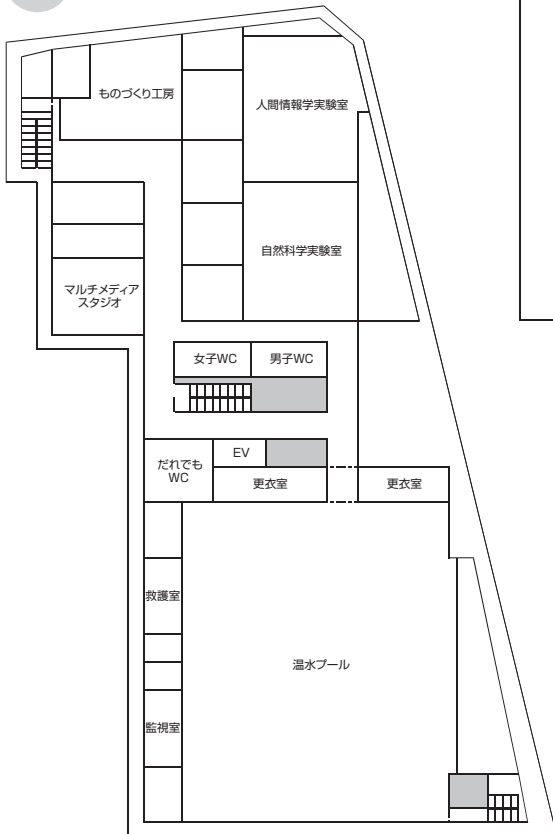 ものづくり工房
人間情報学実験室
自然科学実験室
マルチメディア
スタジオ
女子WC
男子WC
だれでも
WC
EV
更衣室
更衣室
救護室
温水プール
監視室